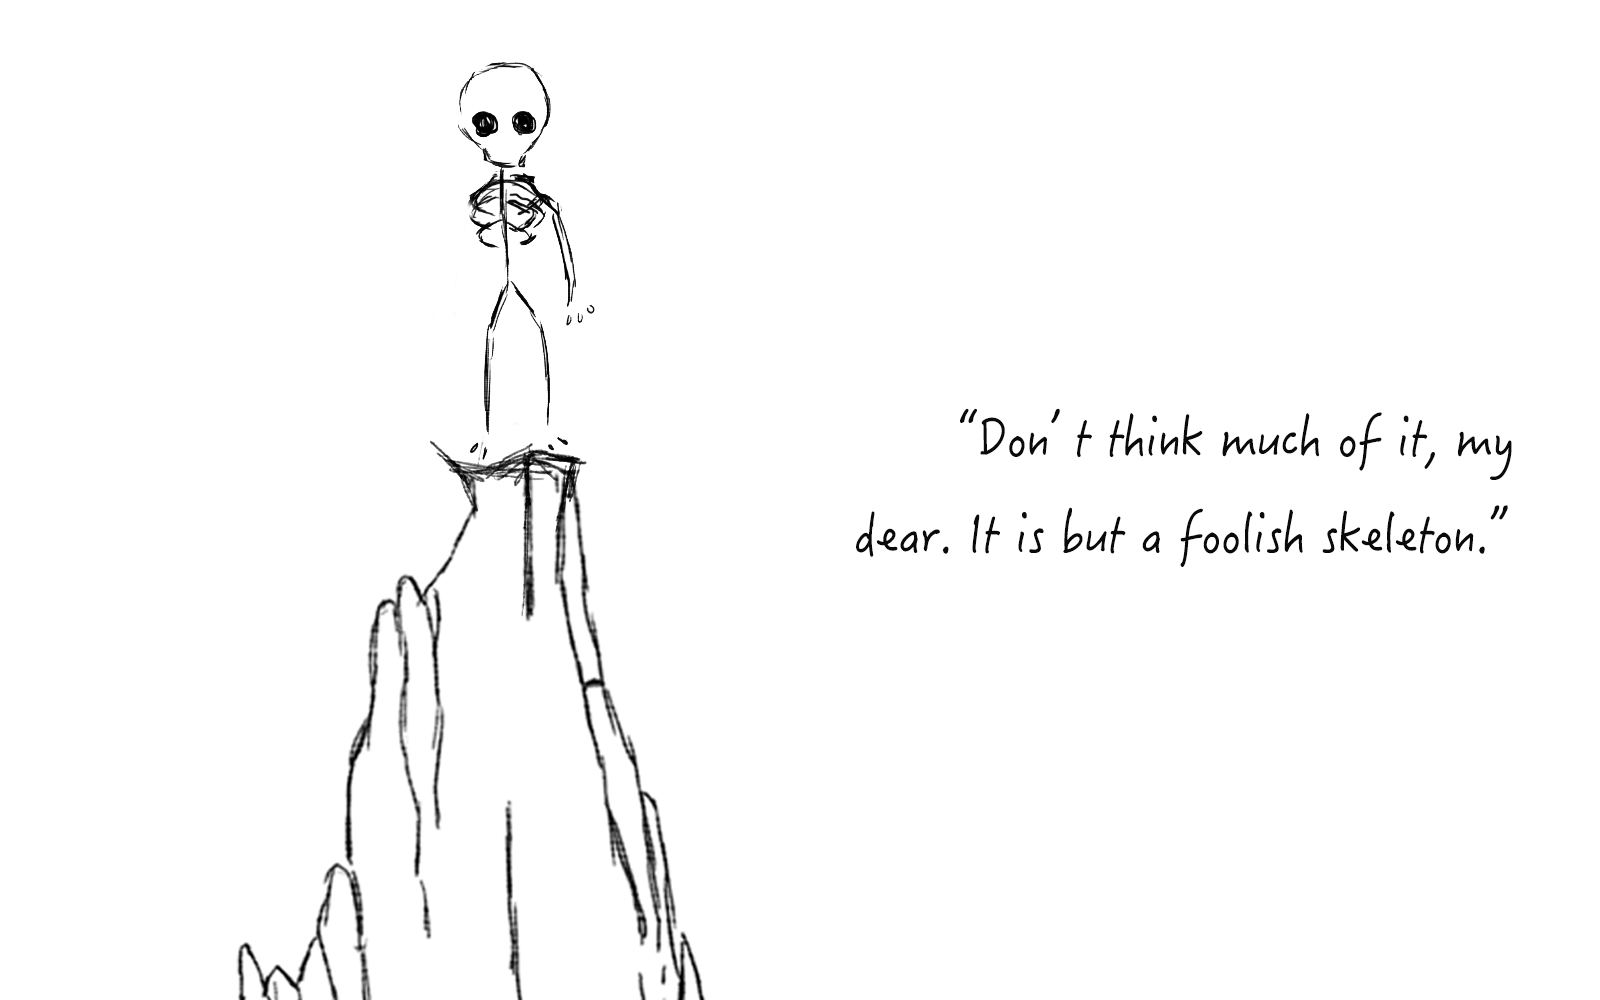 “Don’t think much of it, my
dear. It is but a foolish skeleton.”